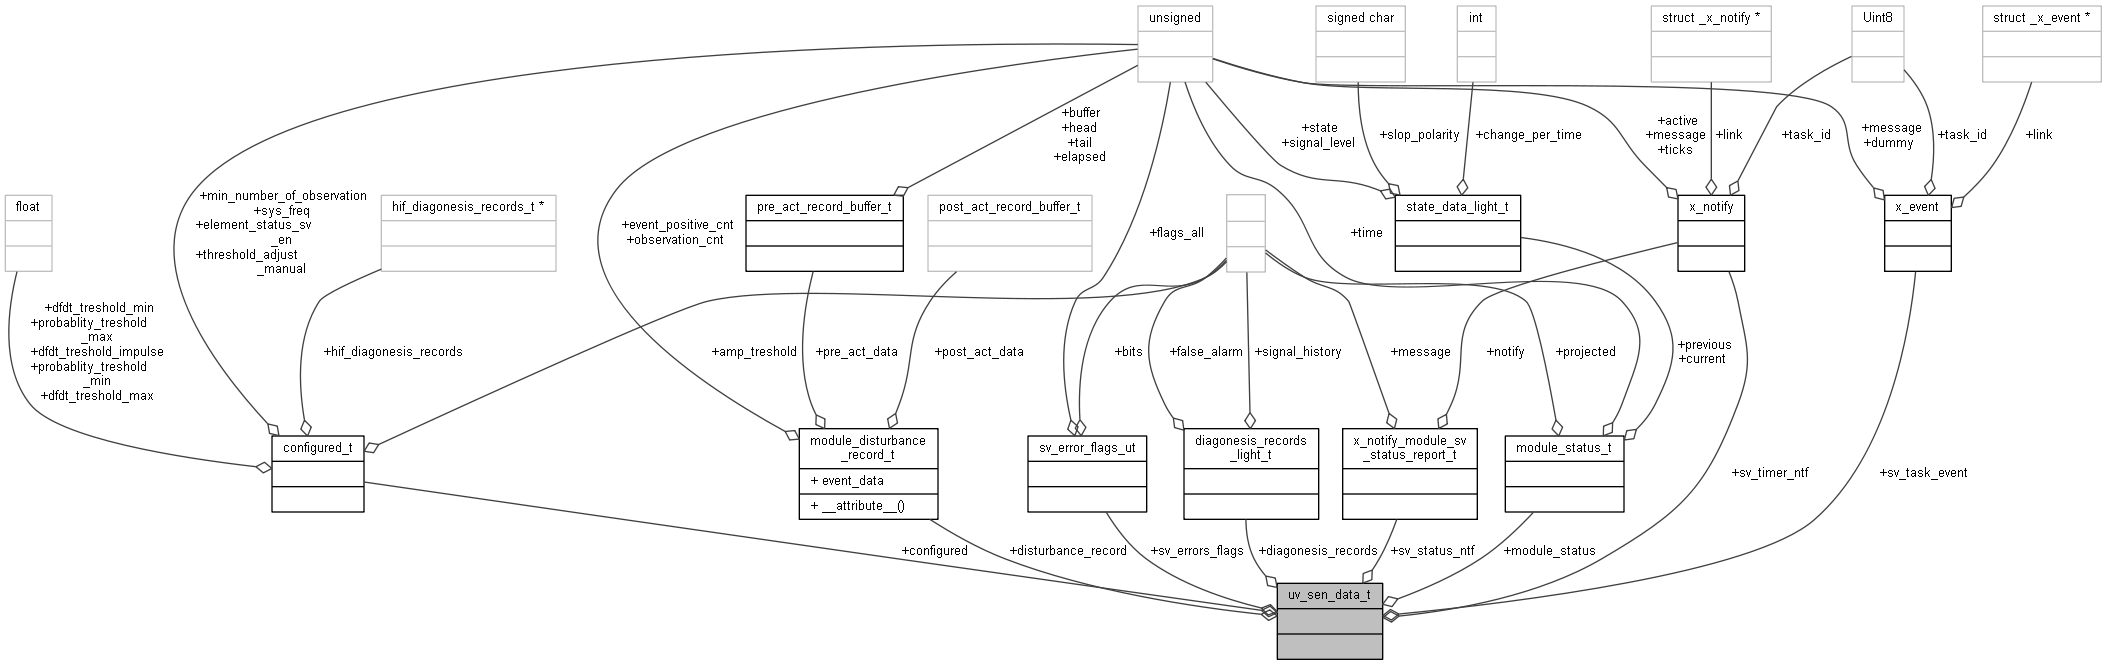 unsigned
signed char
int
struct _x_notify *
Uint8
struct _x_event *
+buffer
+head
+tail
+elapsed
+state
+signal_level
+slop_polarity
+change_per_time
+active
+message
+ticks
+link
+task_id
+message
+dummy
+task_id
+link
float
+min_number_of_observation
+sys_freq
+element_status_sv
_en
+threshold_adjust
_manual
hif_diagonesis_records_t *
+event_positive_cnt
+observation_cnt
pre_act_record_buffer_t
post_act_record_buffer_t
+flags_all
+time
state_data_light_t
x_notify
x_event
+dfdt_treshold_min
+probablity_treshold
_max
+dfdt_treshold_impulse
+probablity_treshold
_min
+dfdt_treshold_max
+hif_diagonesis_records
+amp_treshold
+pre_act_data
+post_act_data
+bits
+false_alarm
+signal_history
+message
+notify
+projected
+previous
+current
configured_t
module_disturbance
_record_t
+ event_data
+ __attribute__()
sv_error_flags_ut
diagonesis_records
_light_t
x_notify_module_sv
_status_report_t
module_status_t
+sv_timer_ntf
+sv_task_event
+configured
+disturbance_record
+sv_errors_flags
+diagonesis_records
+sv_status_ntf
+module_status
uv_sen_data_t